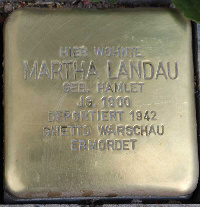 HIER WOHNTE
MARTHA LANDAU
GEB. HAMLET
JG. 1900
DEPORTIERT 1942
GHETTO WARSCHAU
ERMORDET